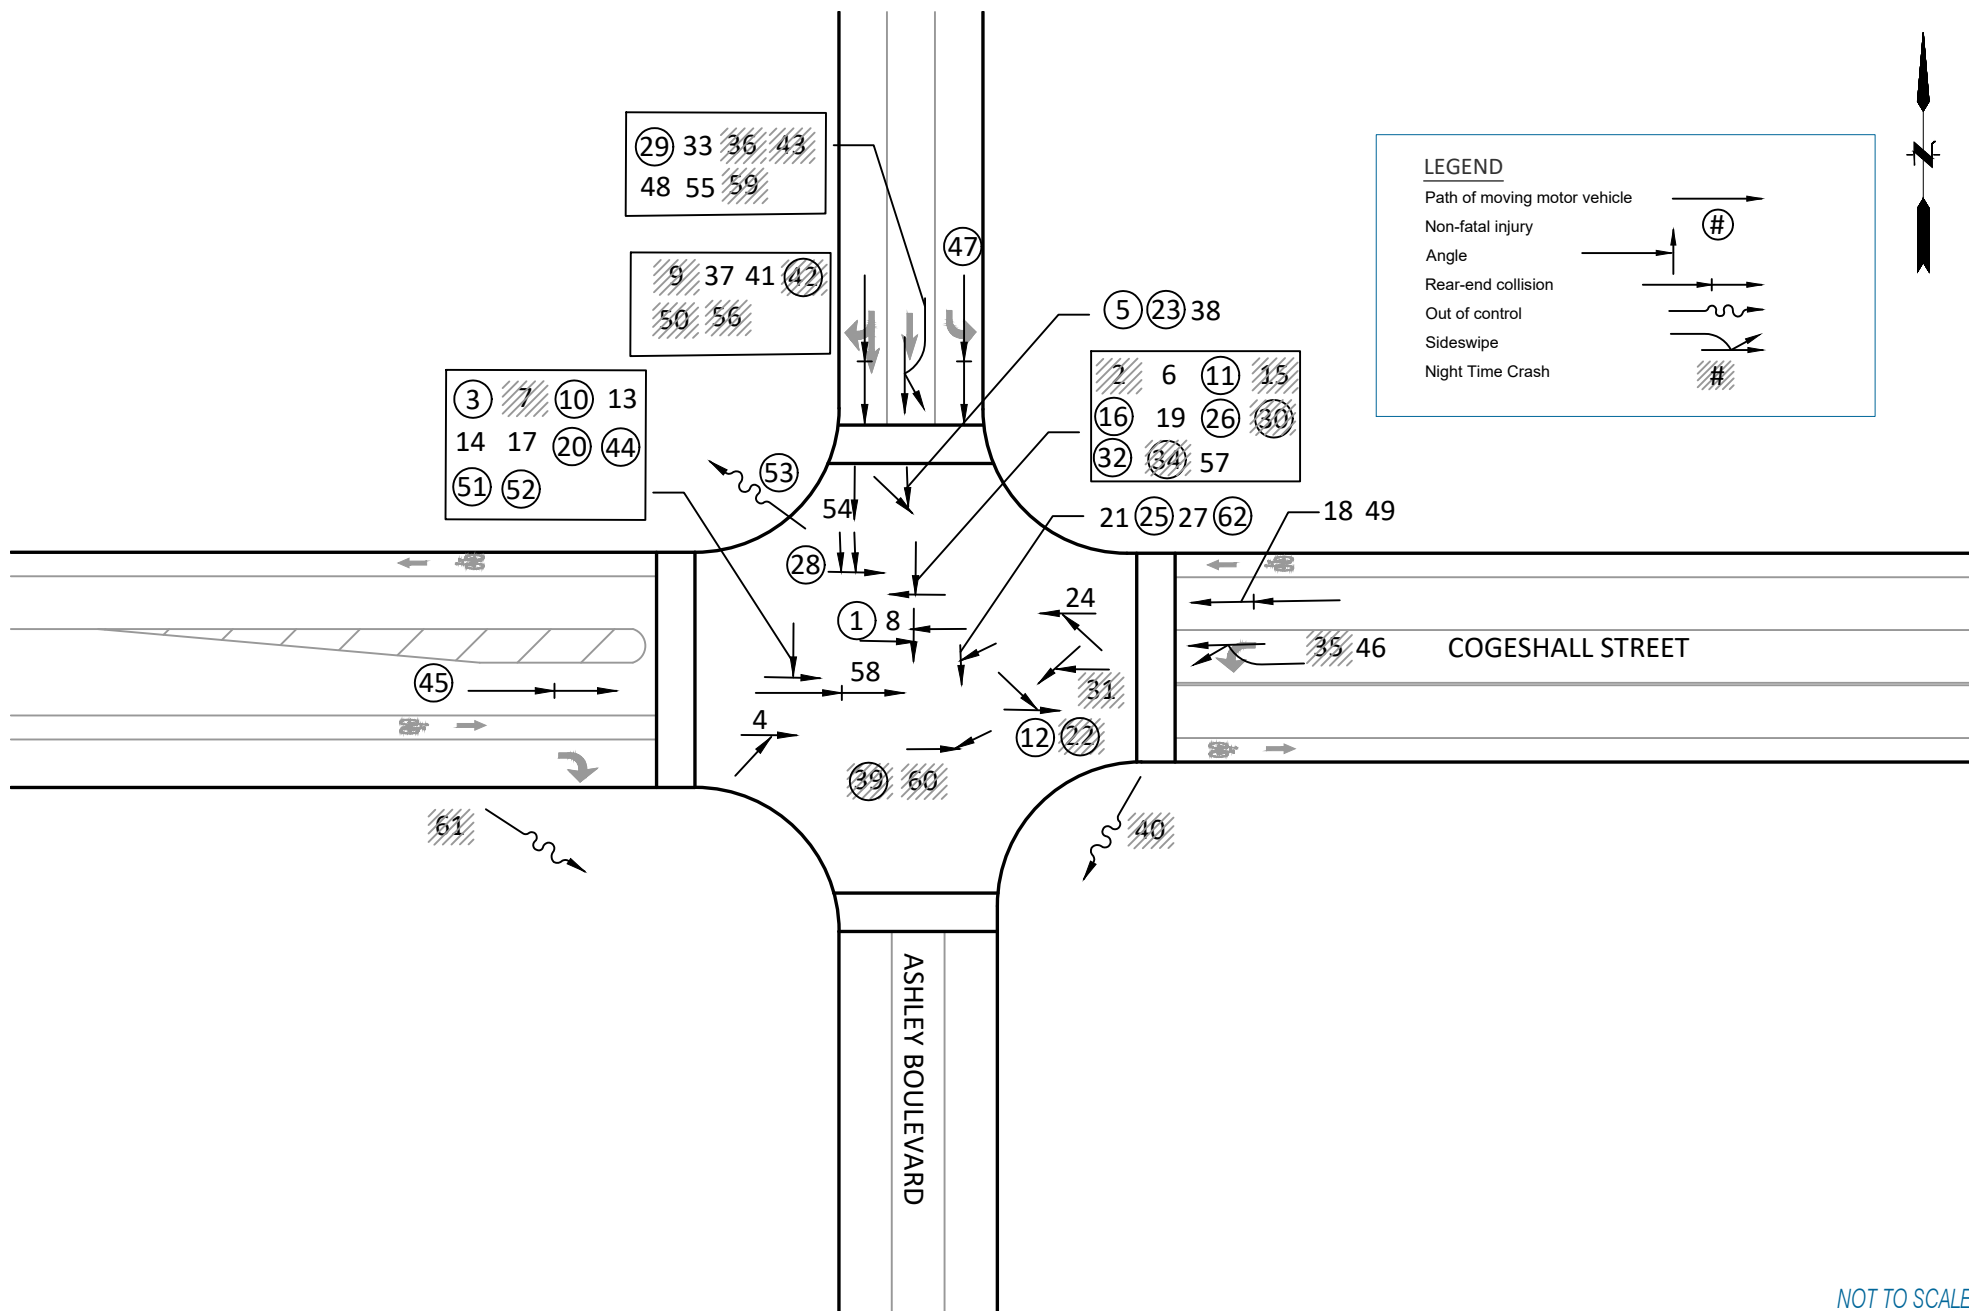 29 33 36 43
48 55 59
9 37 41 42
50 56
47
3 7 10 13
14 17 20 44
51 52
5 23 38
2 6 11 15
16 19 26 30
32 34 57
21 25 27 62
18 49
53
54
28
1 8
24
35 46
COGESHALL STREET
45
58
31
4
12 22
39 60
61
40
ASHLEY BOULEVARD
LEGEND
Path of moving motor vehicle
Non-fatal injury #
Angle
Rear-end collision
Out of control
Sideswipe
Night Time Crash #
N
NOT TO SCALE